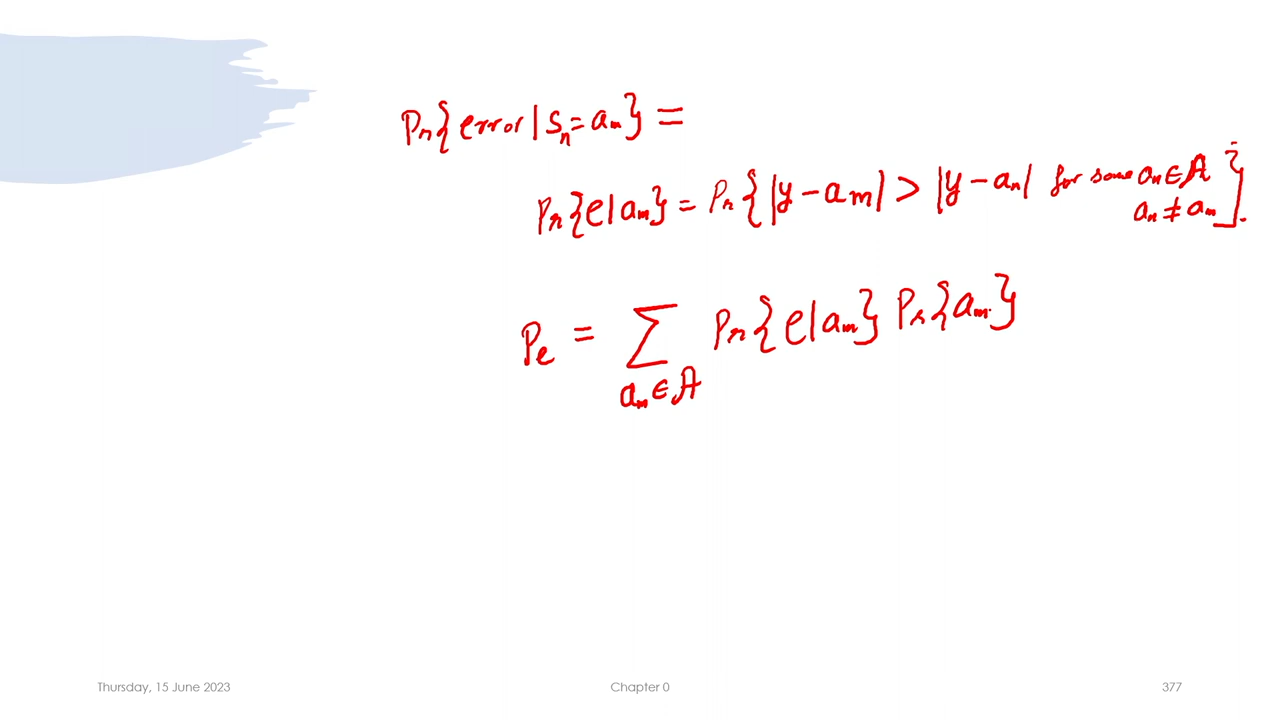 Pr{error | Sn = am} =
Pr{e | am} = Pr{|y - am| > |y - an| for some an ∈ A
an ≠ am}.
Pe = ∑ Pr{e | am} Pr{am}
am ∈ A
Thursday, 15 June 2023 Chapter 0 377